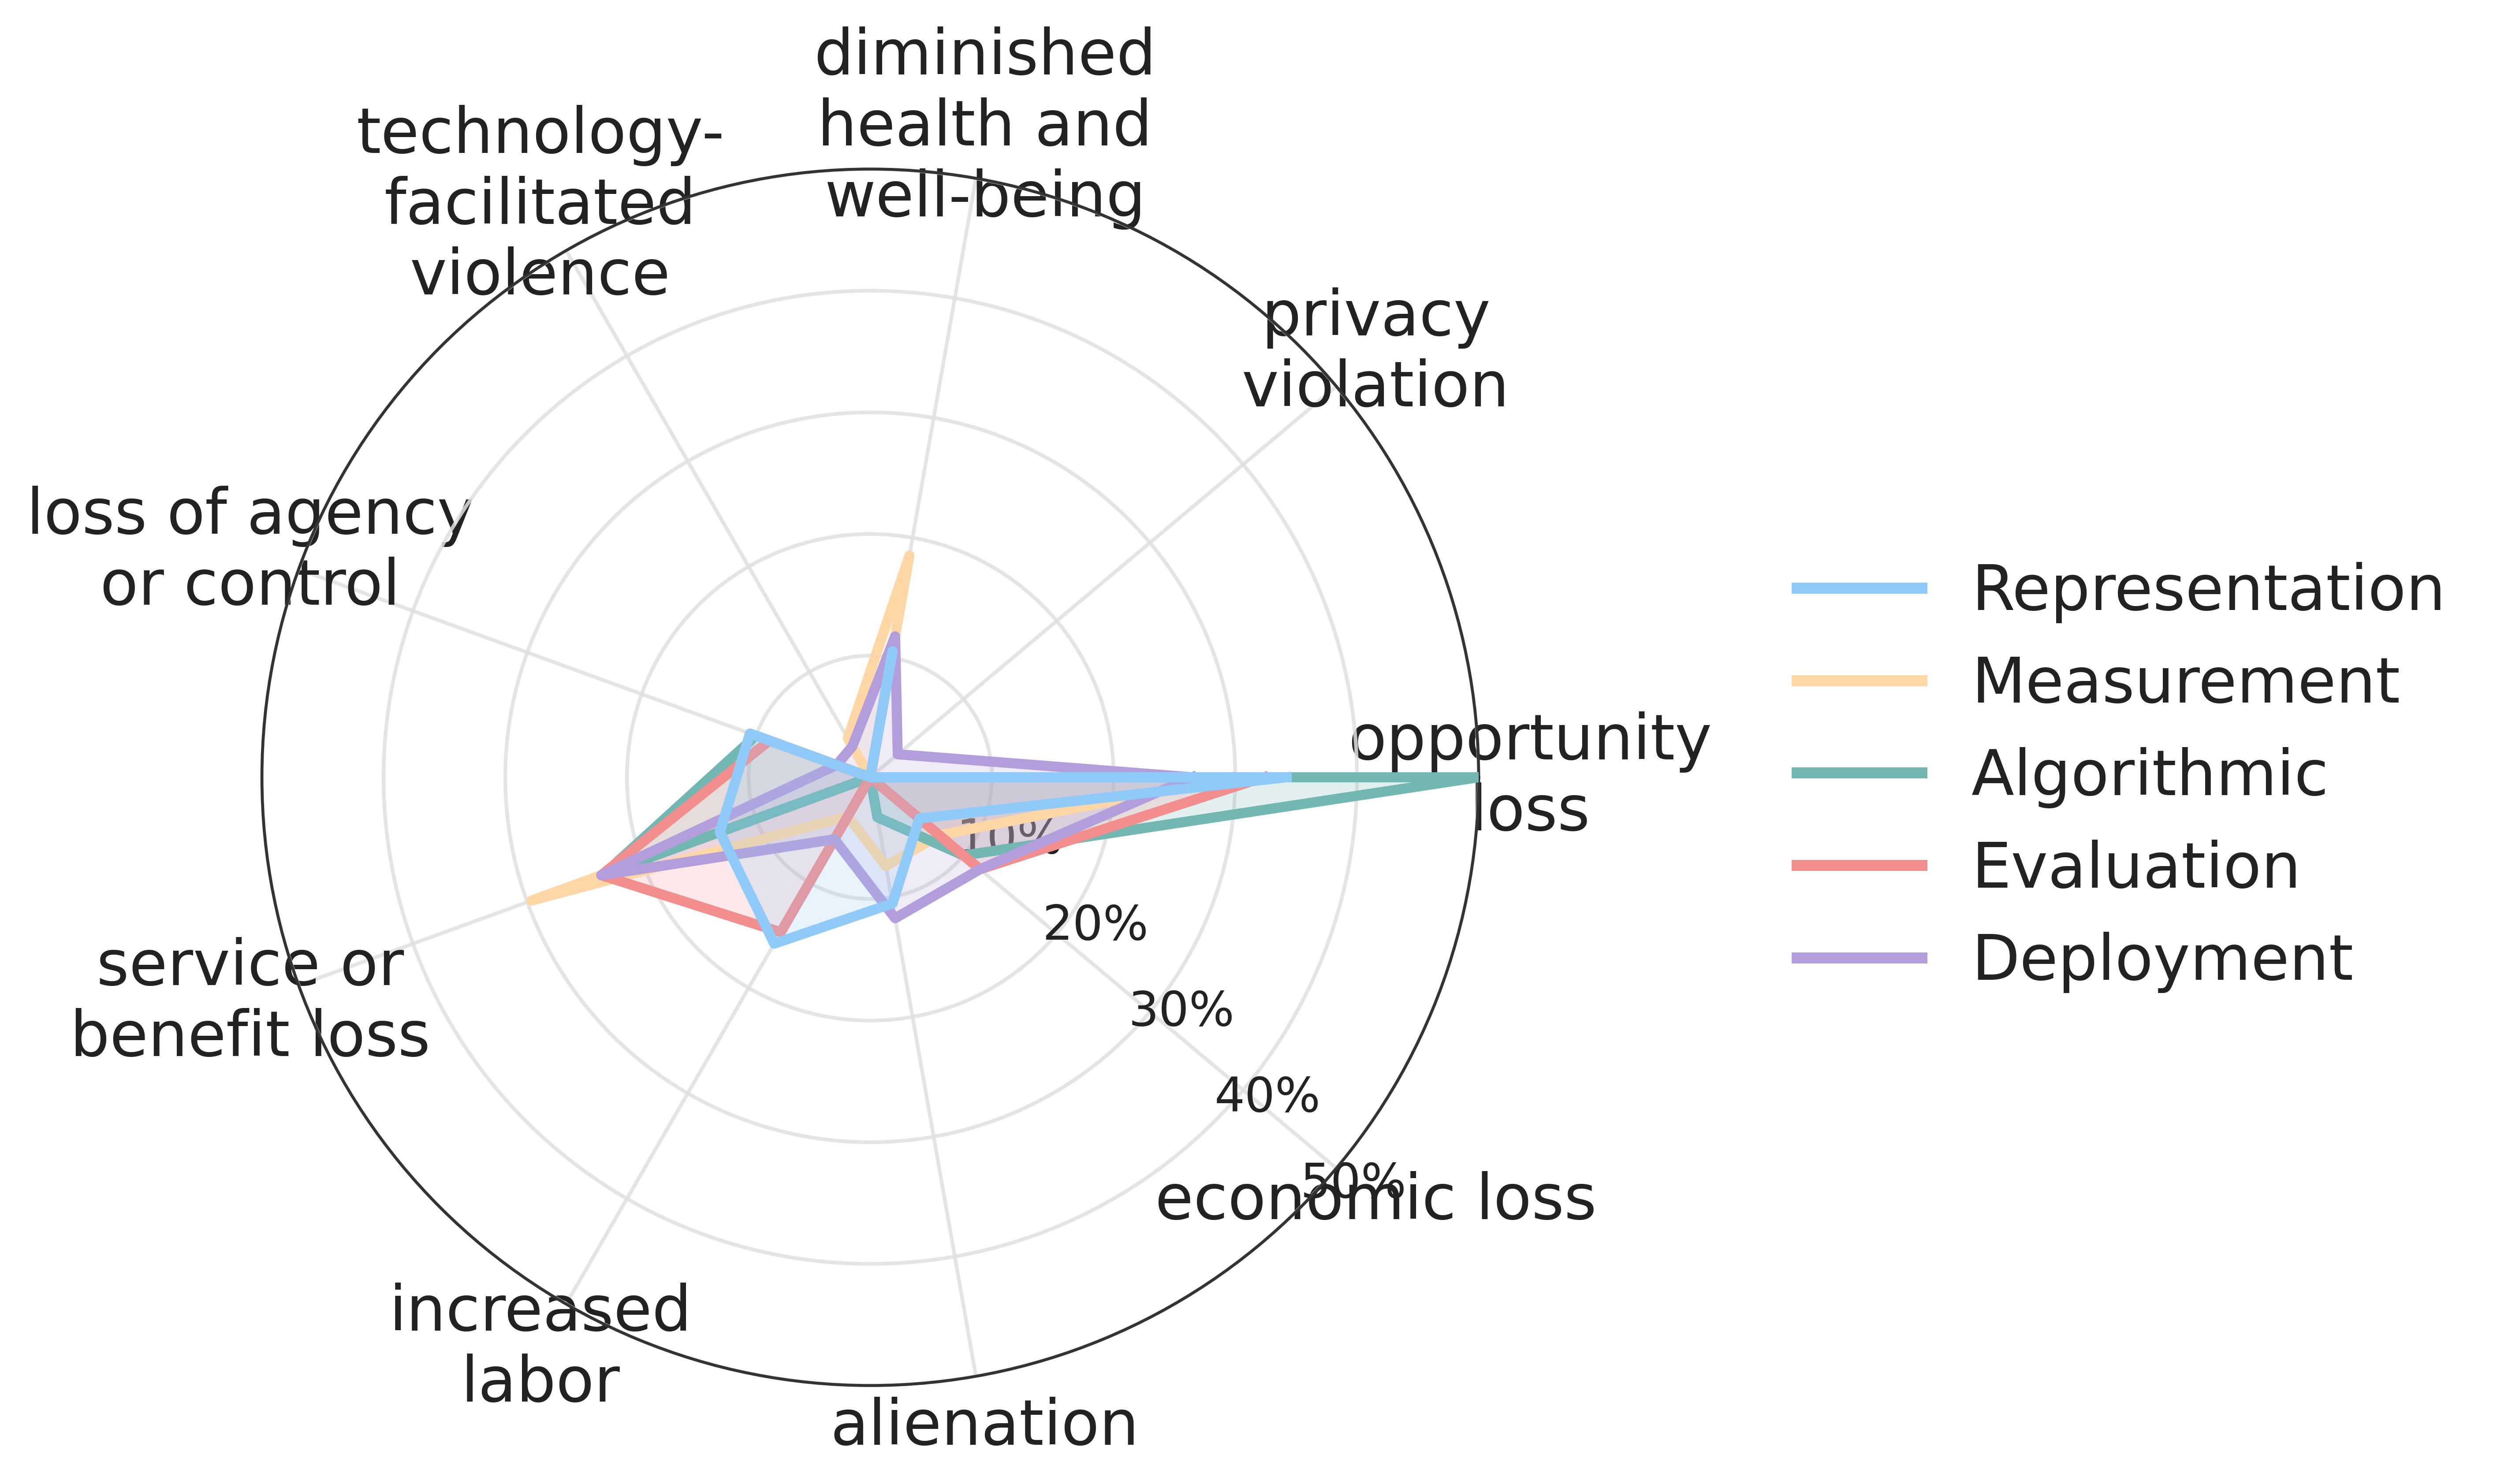 diminished
health and
well-being
technology-
facilitated
violence
privacy
violation
loss of agency
or control
opportunity
loss
service or
benefit loss
increased
labor
alienation
economic loss
10%
20%
30%
40%
50%
Representation
Measurement
Algorithmic
Evaluation
Deployment